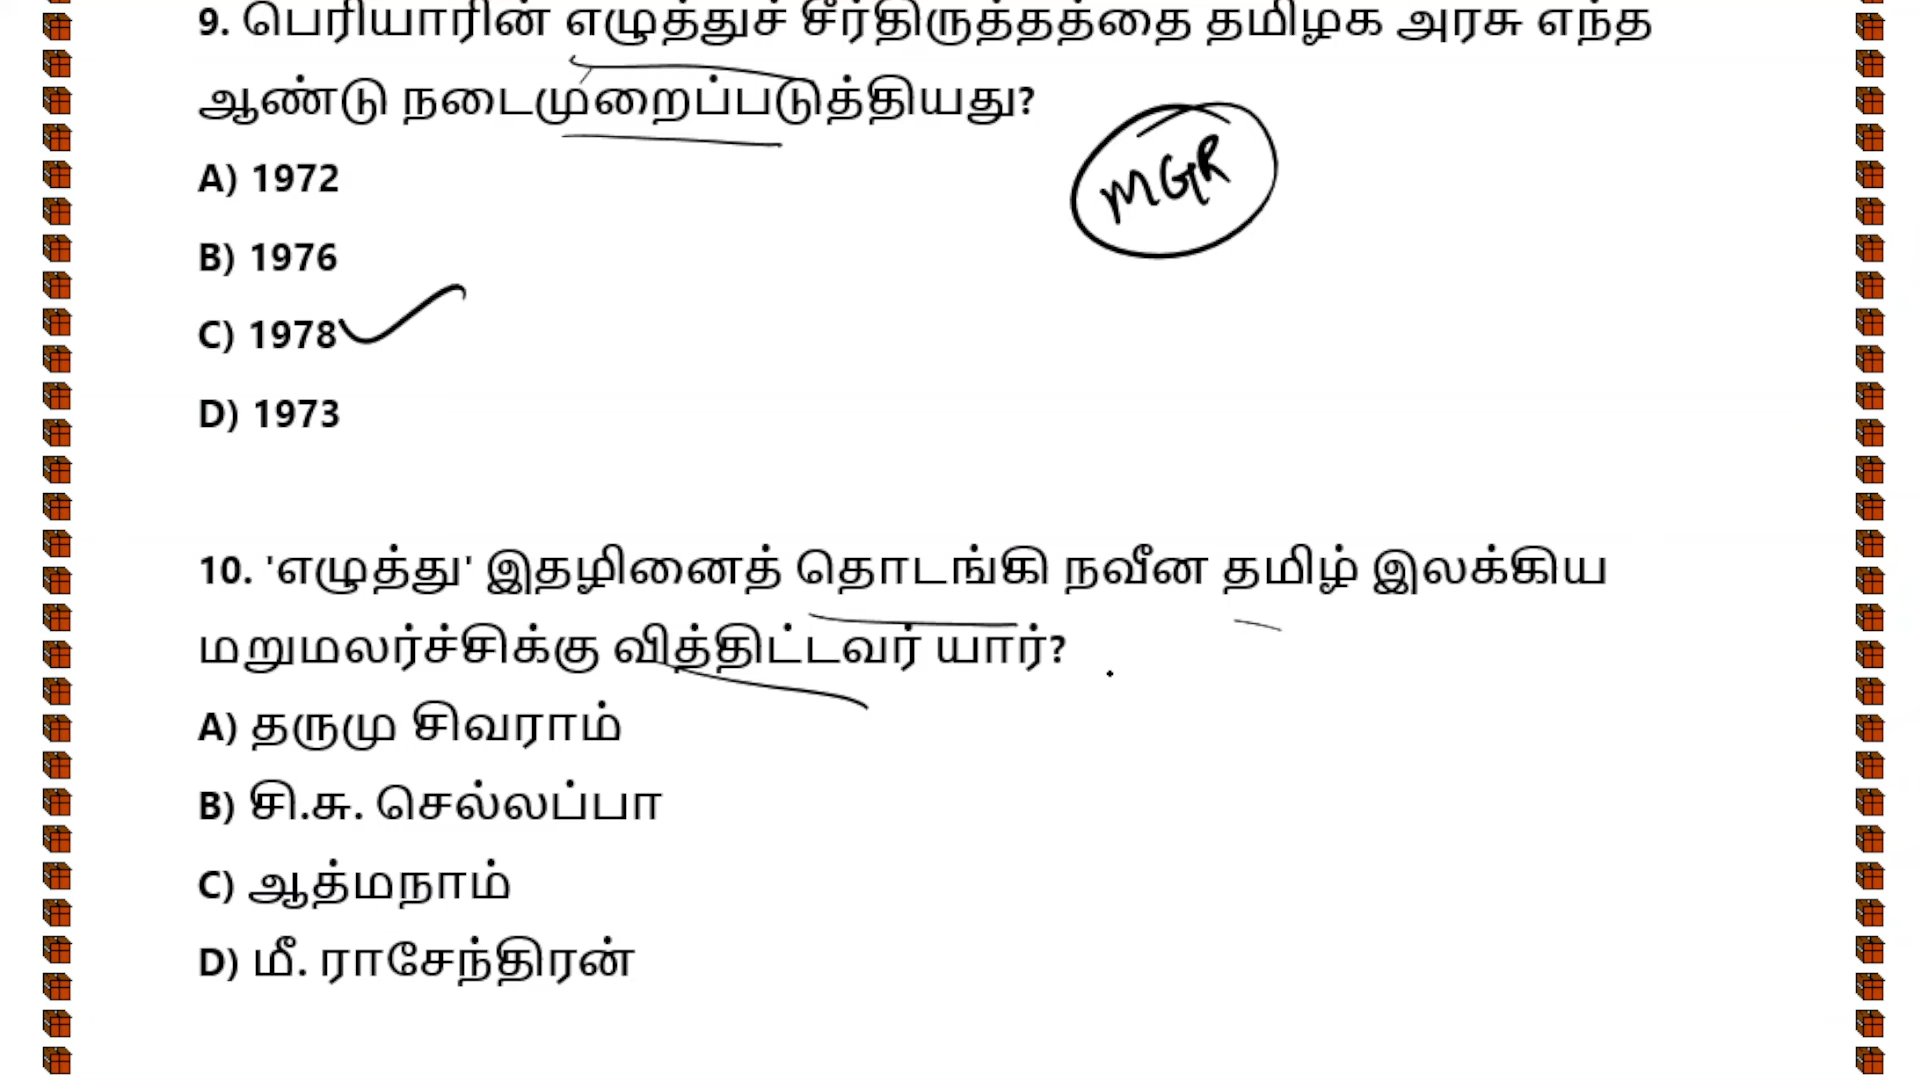 9. பெரியாரின் எழுத்துச் சீர்திருத்தத்தை தமிழக அரசு எந்த
ஆண்டு நடைமுறைப்படுத்தியது?
MGR
A) 1972
B) 1976
C) 1978
D) 1973
10. 'எழுத்து' இதழினைத் தொடங்கி நவீன தமிழ் இலக்கிய
மறுமலர்ச்சிக்கு வித்திட்டவர் யார்?
A) தருமு சிவராம்
B) சி.சு. செல்லப்பா
C) ஆத்மநாம்
D) மீ. ராசேந்திரன்